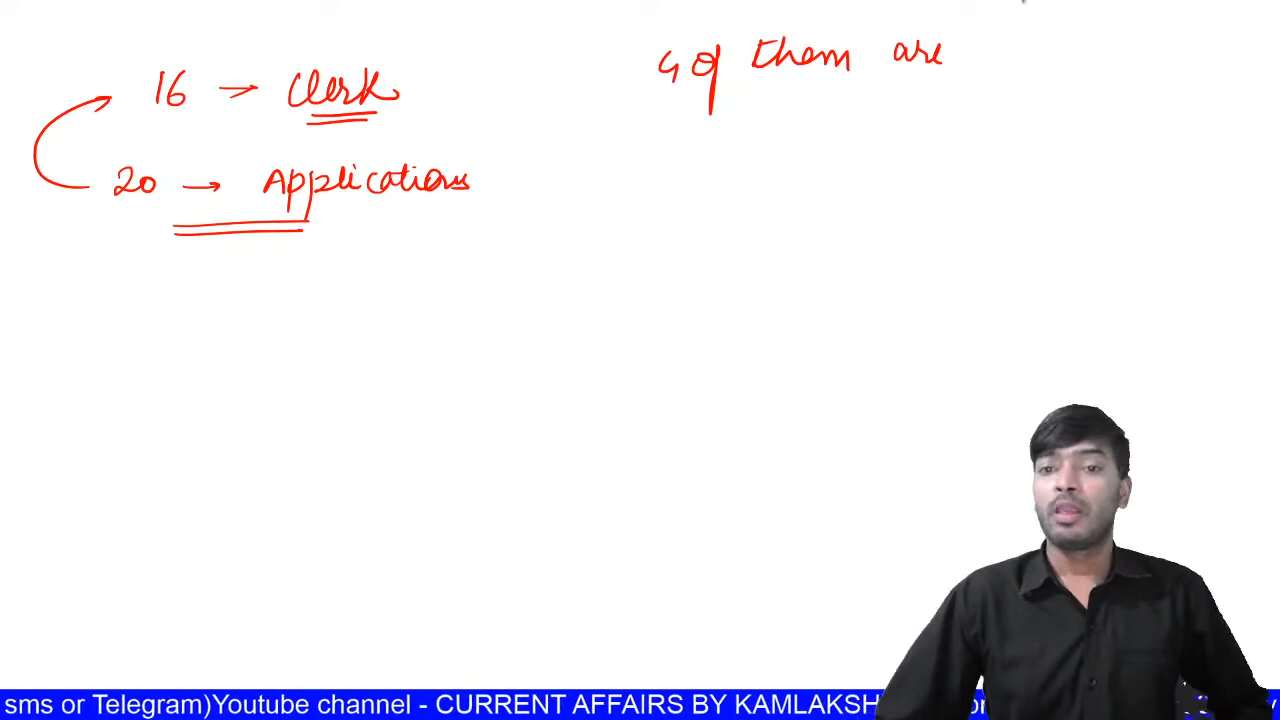 16 → Clerk
20 → Applications
4 of them are
sms or Telegram)Youtube channel - CURRENT AFFAIRS BY KAMLAKSH